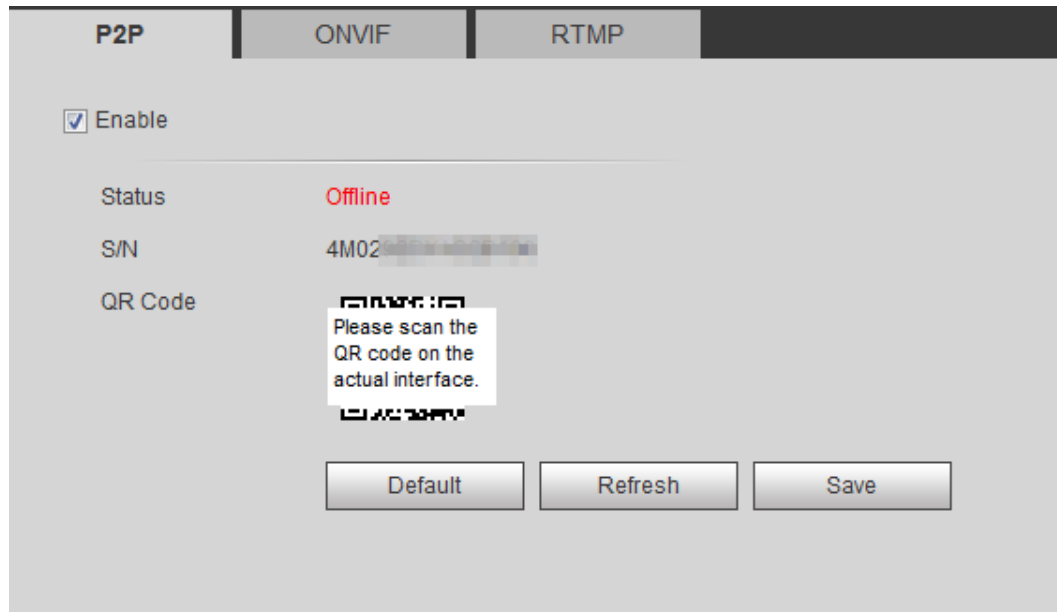 P2P ONVIF RTMP
Enable
Status Offline
S/N 4M02
QR Code
Please scan the
QR code on the
actual interface.
Default Refresh Save